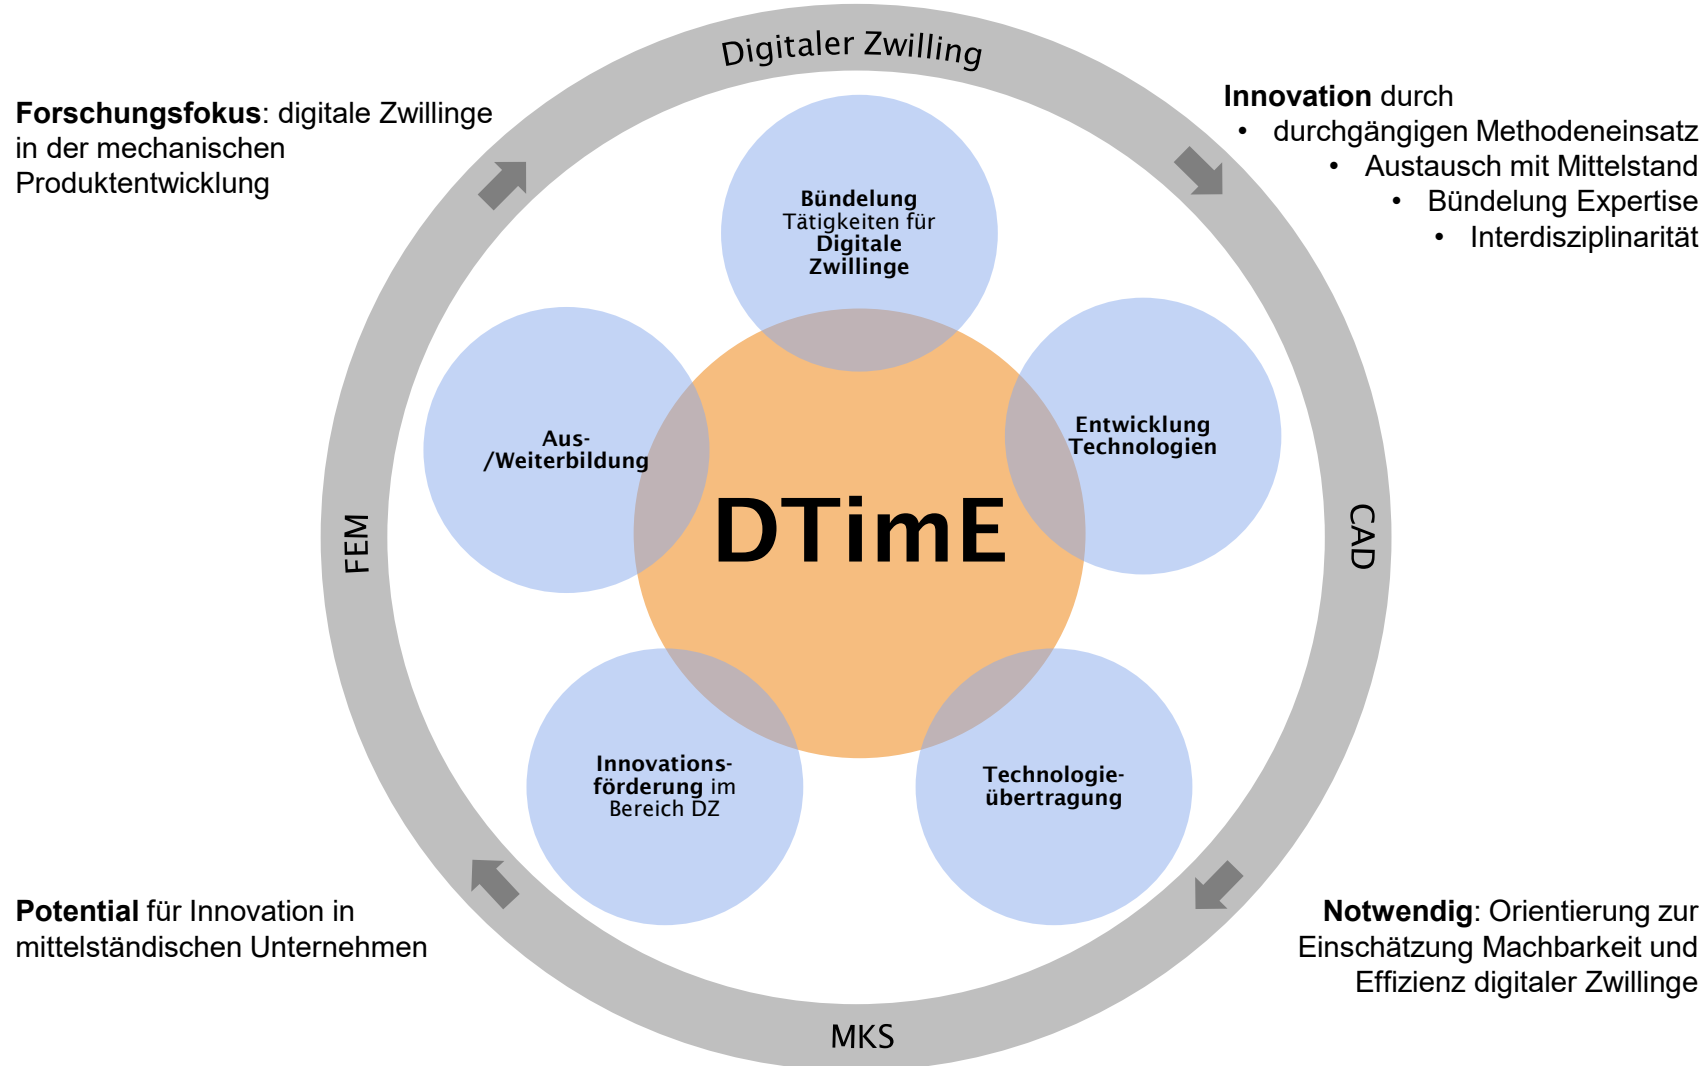 Digitaler Zwilling
Forschungsfokus: digitale Zwillinge
in der mechanischen
Produktentwicklung
Innovation durch
• durchgängigen Methodeneinsatz
• Austausch mit Mittelstand
• Bündelung Expertise
• Interdisziplinarität
Bündelung
Tätigkeiten für
Digitale
Zwillinge
Aus-
/Weiterbildung
Entwicklung
Technologien
DTimE
FEM
CAD
Innovations-
förderung im
Bereich DZ
Technologie-
übertragung
Potential für Innovation in
mittelständischen Unternehmen
Notwendig: Orientierung zur
Einschätzung Machbarkeit und
Effizienz digitaler Zwillinge
MKS